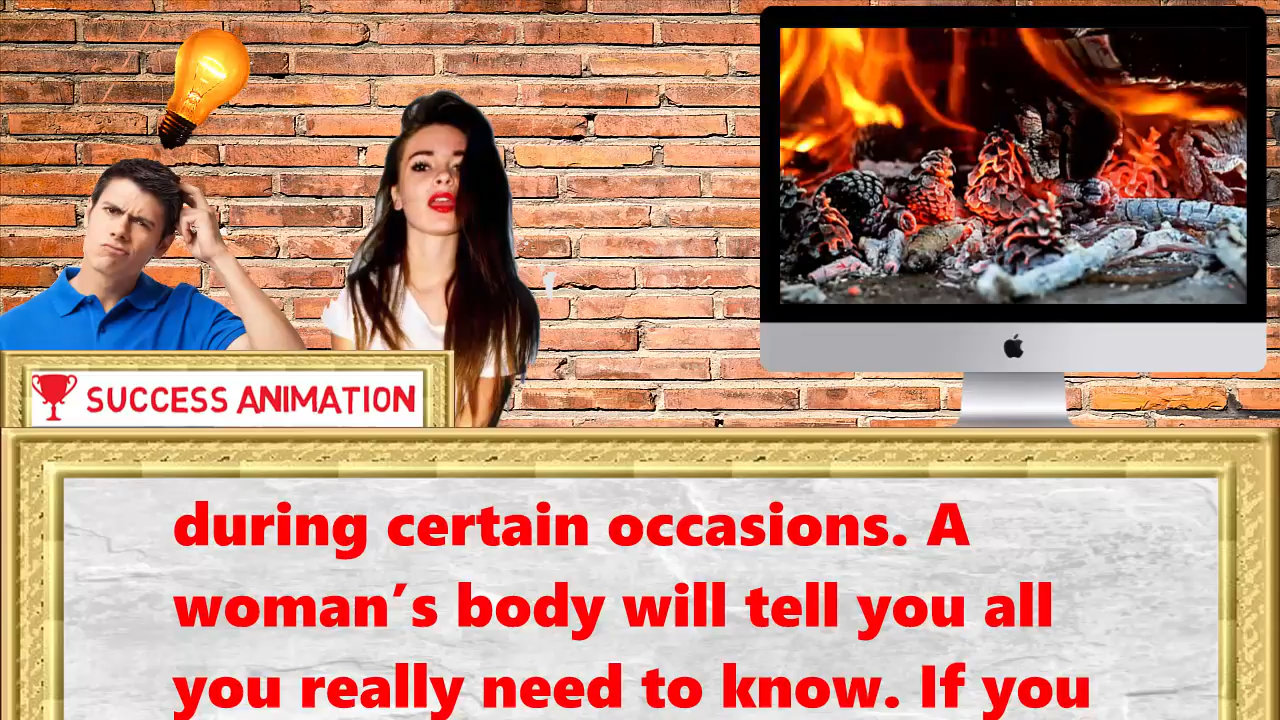 SUCCESS ANIMATION
during certain occasions. A
woman′s body will tell you all
you really need to know. If you